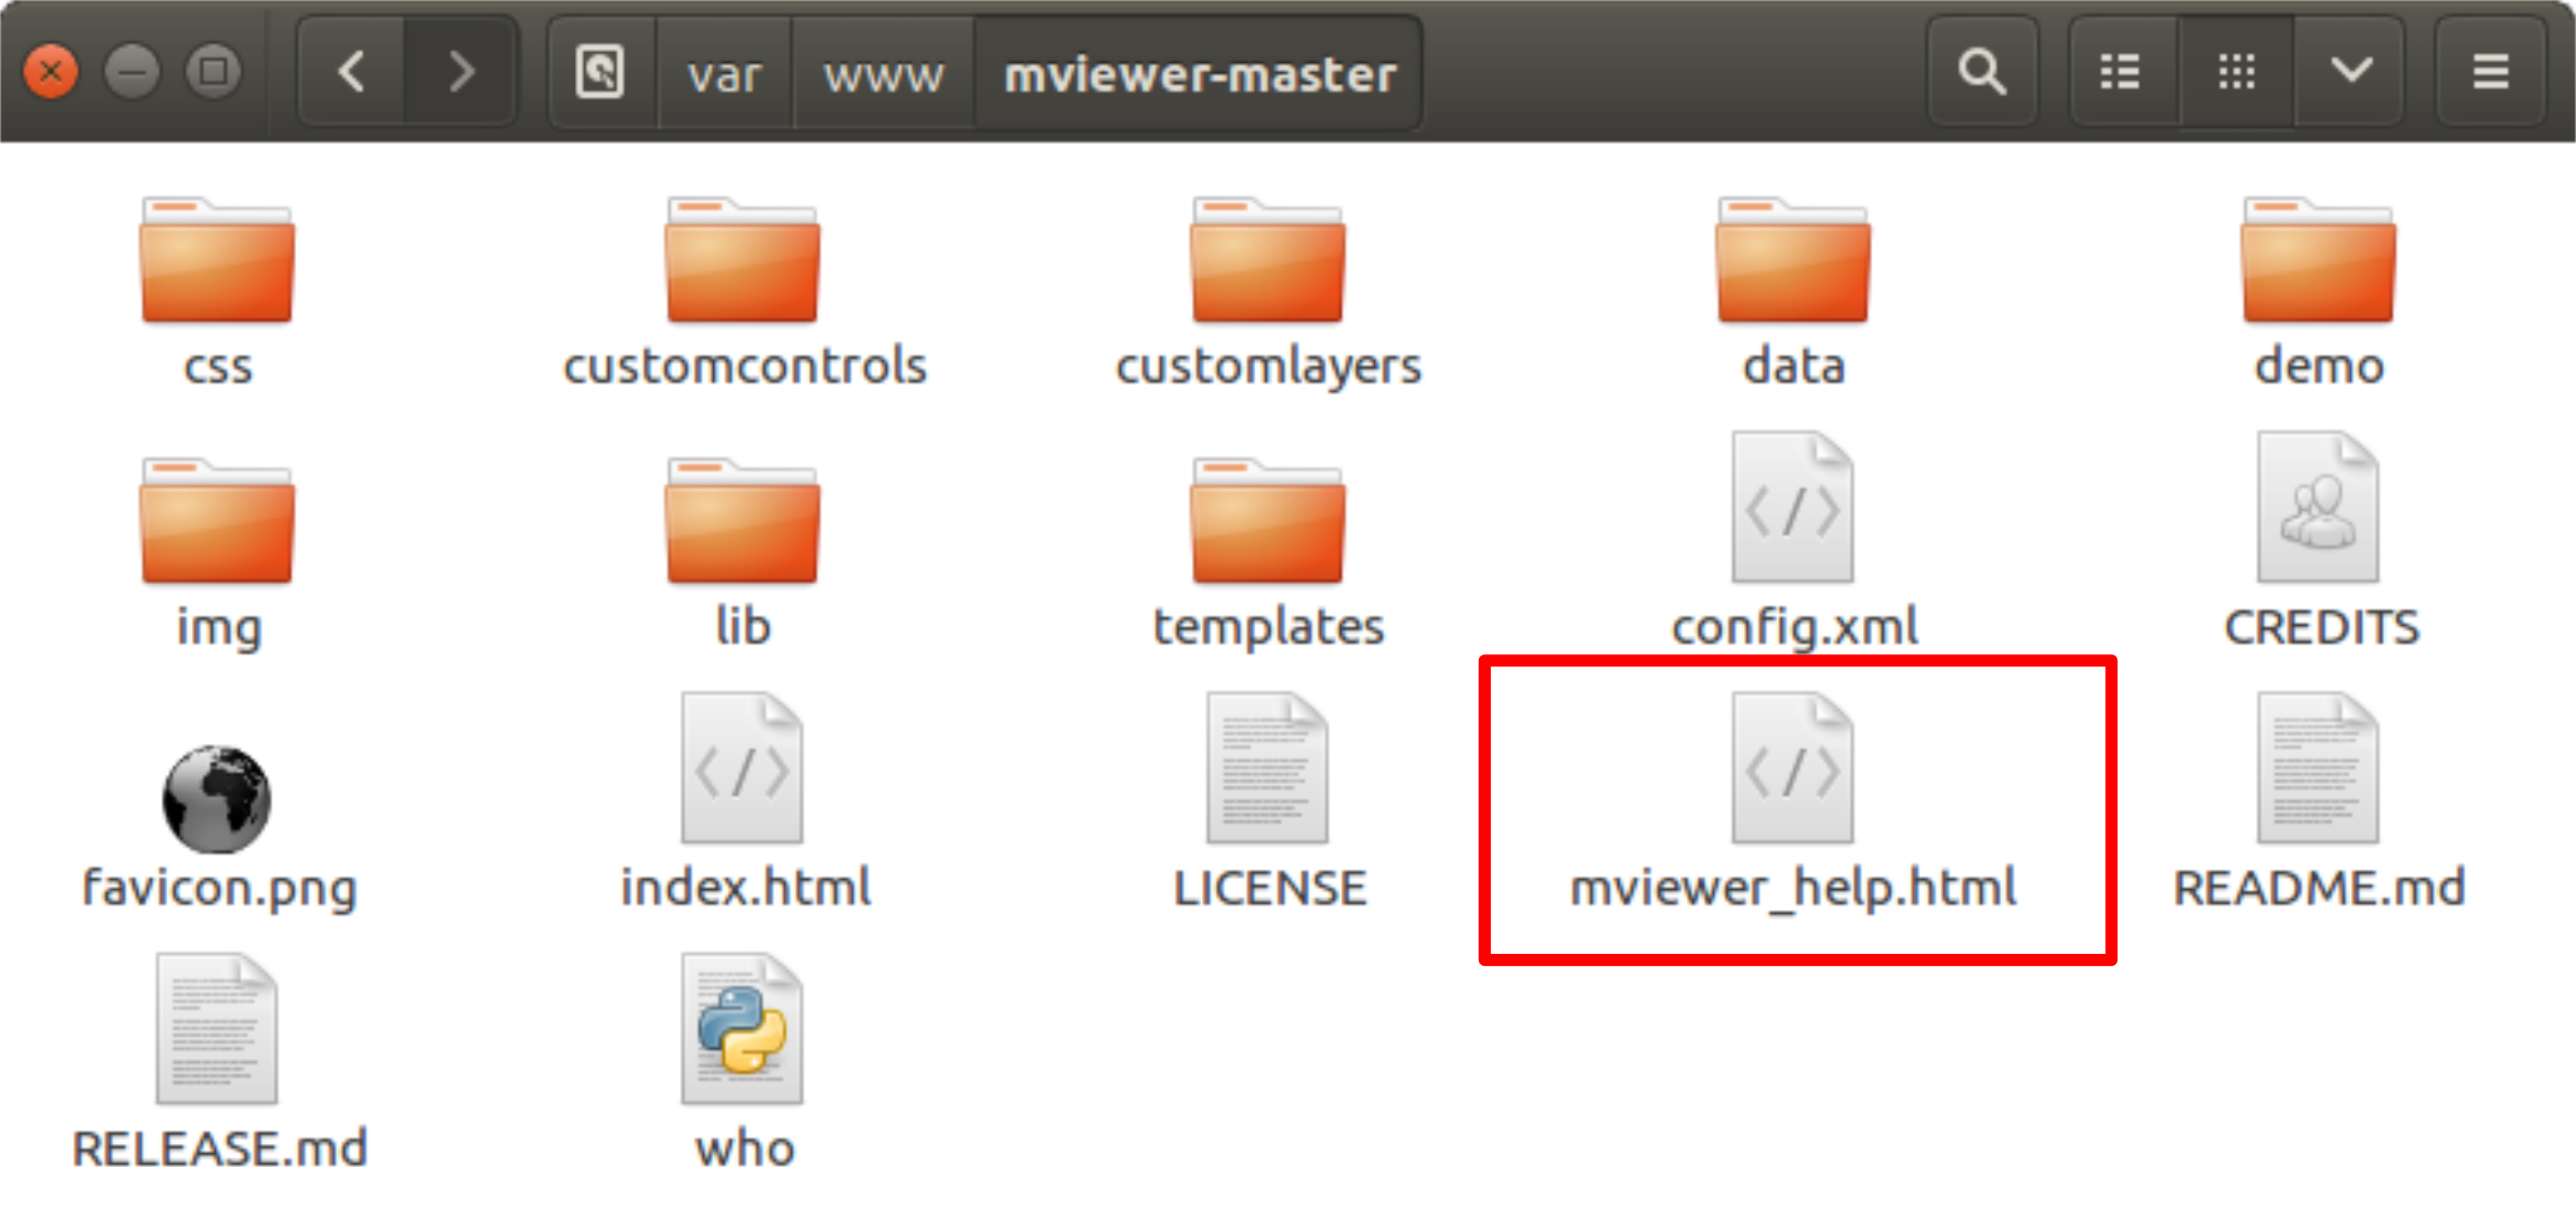 var www mviewer-master
css customcontrols customlayers data demo
img lib templates config.xml CREDITS
favicon.png index.html LICENSE mviewer_help.html README.md
RELEASE.md who